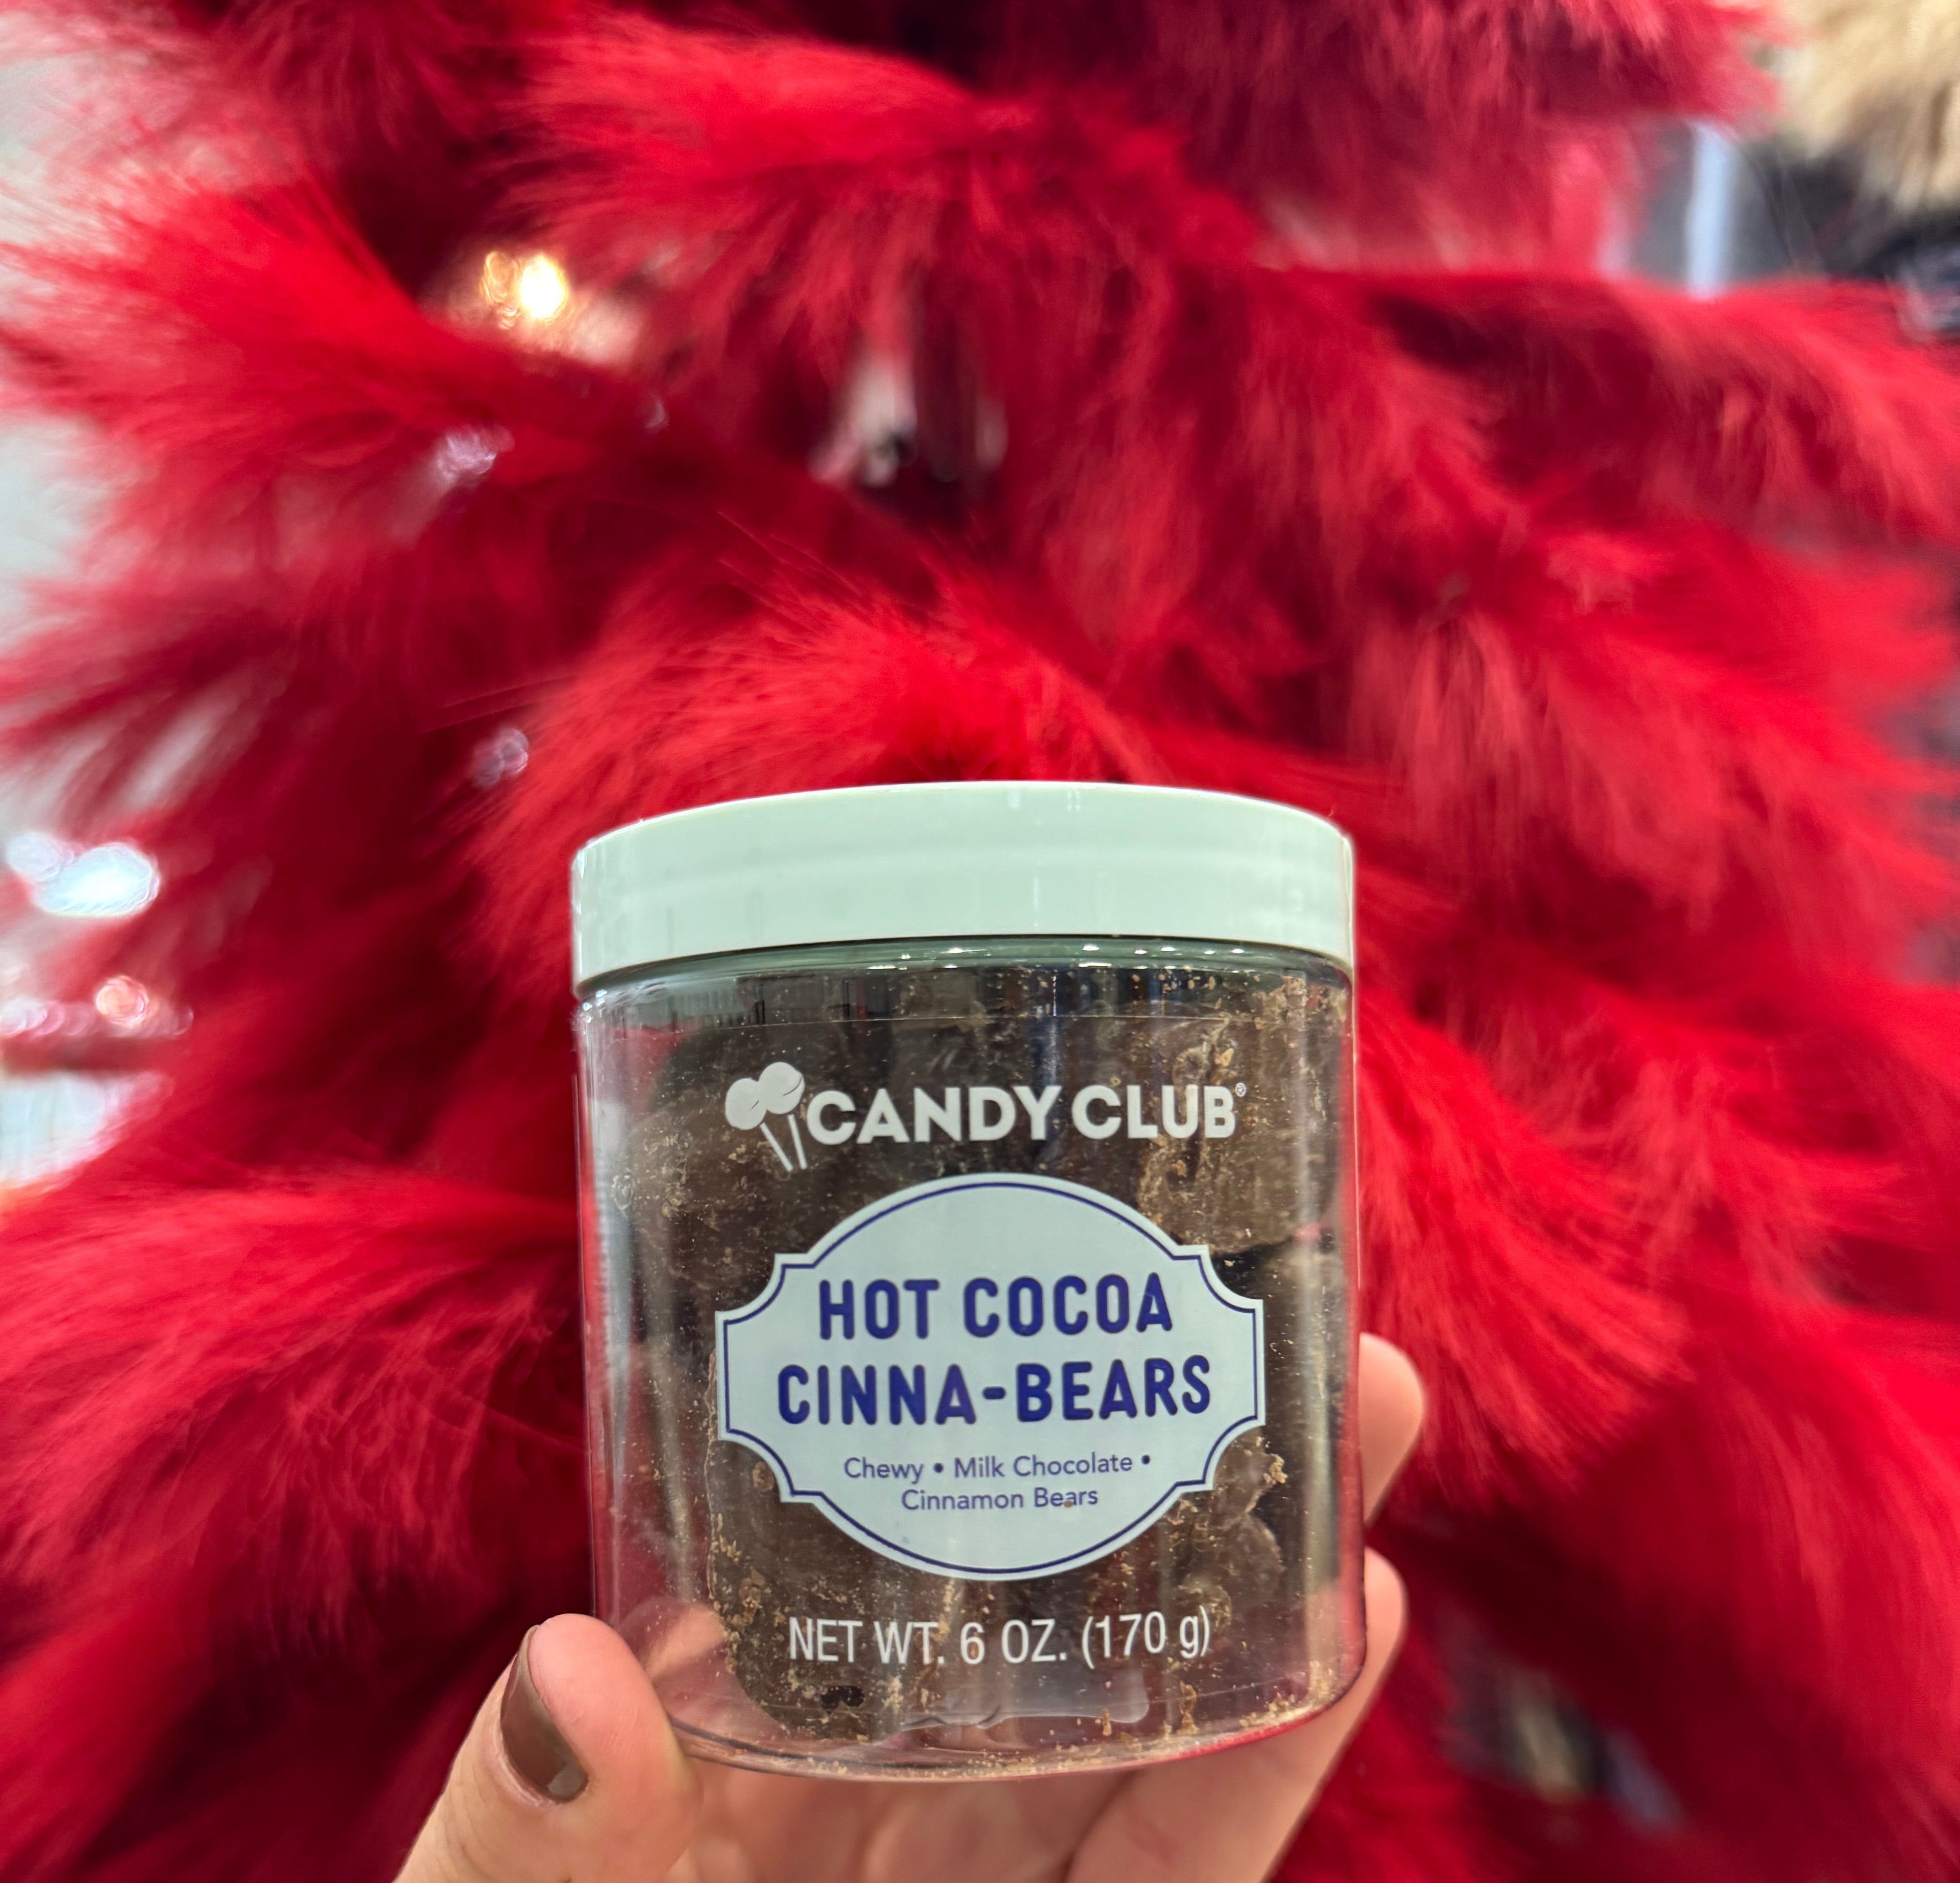 CANDY CLUB®
HOT COCOA
CINNA-BEARS
Chewy • Milk Chocolate •
Cinnamon Bears
NET WT. 6 OZ. (170 g)